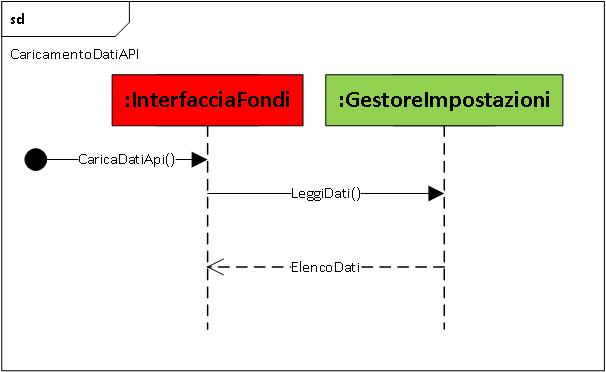 sd
CaricamentoDatiAPI
:InterfacciaFondi
:GestoreImpostazioni
CaricaDatiApi()
LeggiDati()
ElencoDati